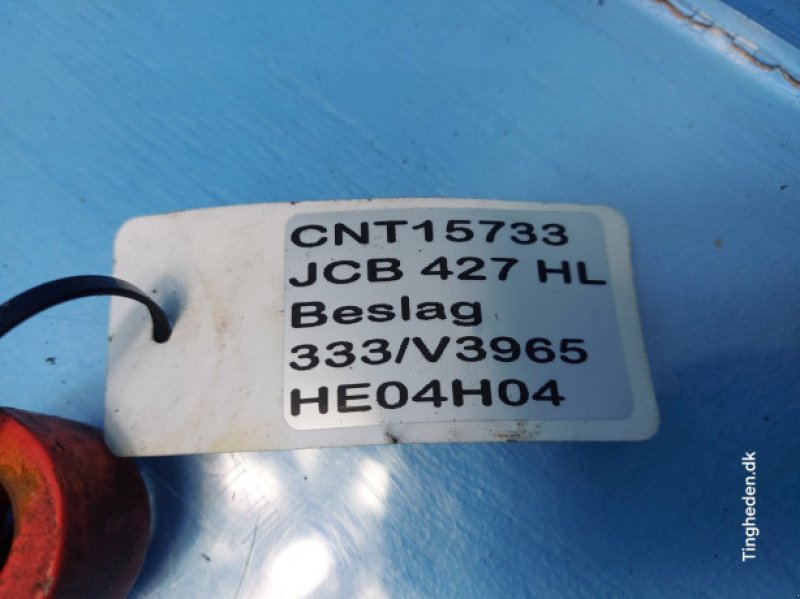 CNT15733
JCB 427 HL
Beslag
333/V3965
HE04H04
Tingheden.dk